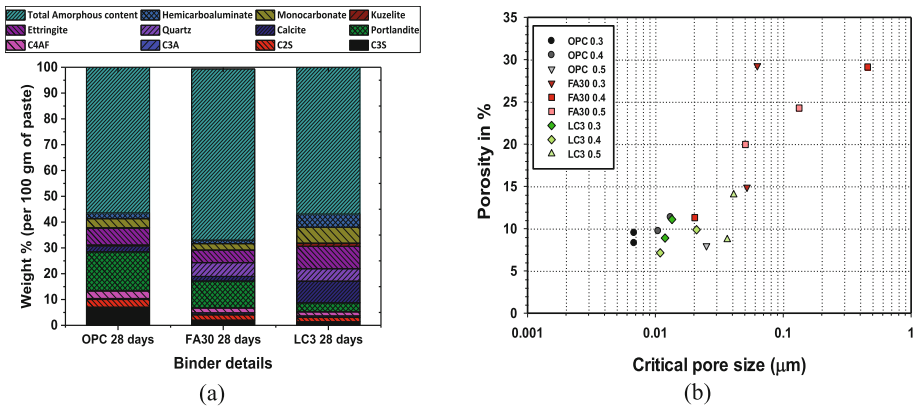 Total Amorphous content Hemicarboaluminate Monocarbonate Kuzelite
Ettringite Quartz Calcite Portlandite
C4AF C3A C2S C3S
Weight % (per 100 gm of paste)
100
90
80
70
60
50
40
30
20
10
0
OPC 28 days FA30 28 days LC3 28 days
Binder details
(a)
Porosity in %
35
30
25
20
15
10
5
0
OPC 0.3
OPC 0.4
OPC 0.5
FA30 0.3
FA30 0.4
FA30 0.5
LC3 0.3
LC3 0.4
LC3 0.5
0.001 0.01 0.1 1
Critical pore size (μm)
(b)